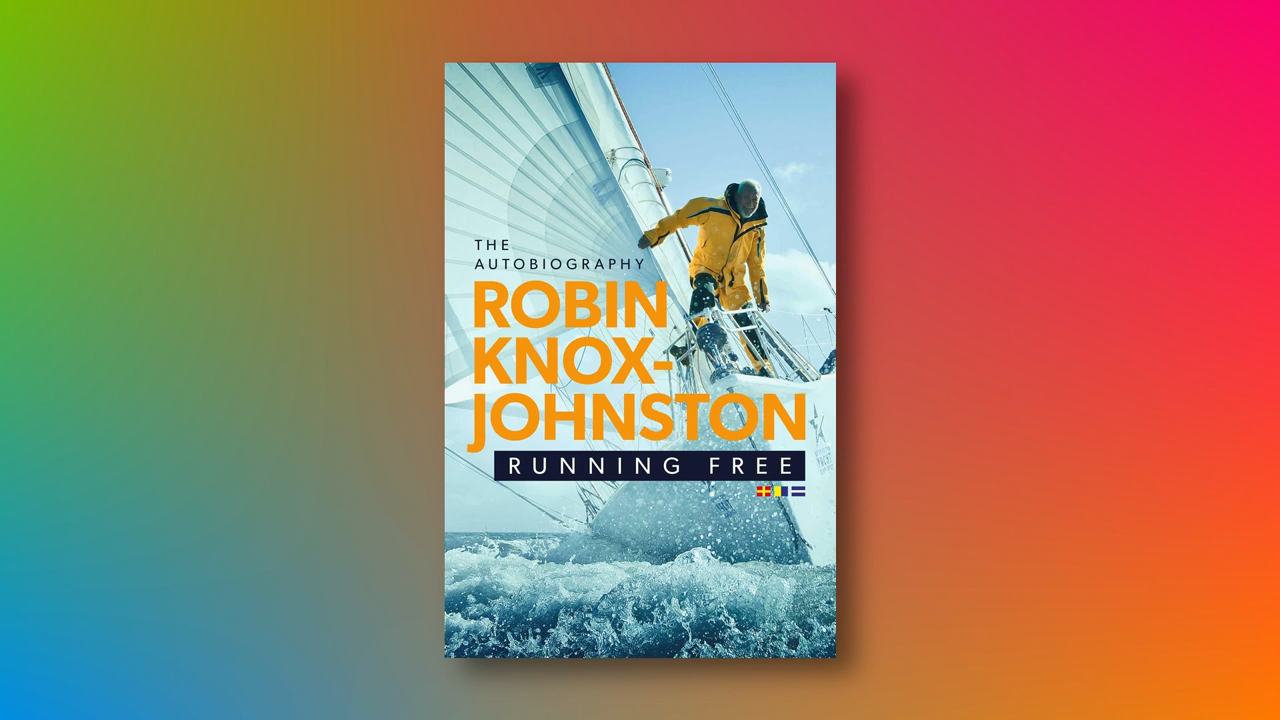 THE
AUTOBIOGRAPHY
ROBIN
KNOX-
JOHNSTON
RUNNING FREE